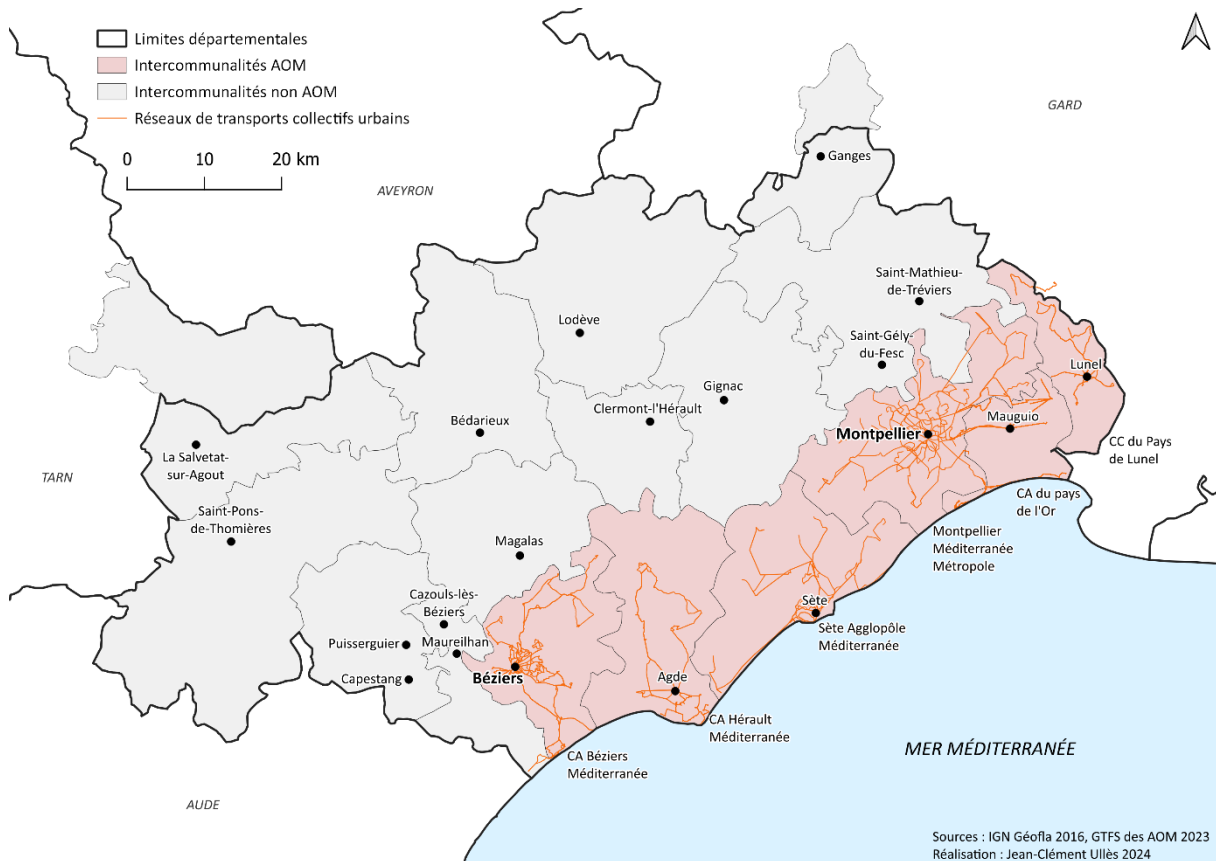 Limites départementales
Intercommunalités AOM
Intercommunalités non AOM
Réseaux de transports collectifs urbains
0 10 20 km
GARD
AVEYRON
Ganges
Saint-Mathieu-
de-Tréviers
Lodève
Saint-Gély-
du-Fesc
Lunel
Gignac
Clermont-l'Hérault
Bédarieux
Mauguio
Montpellier
La Salvetat-
sur-Agout
CC du Pays
de Lunel
TARN
CA du pays
de l'Or
Saint-Pons-
de-Thomières
Montpellier
Méditerranée
Métropole
Magalas
Cazouls-lès-
Béziers
Sète
Sète Agglopôle
Méditerranée
Puisserguier
Maureilhan
Béziers
Capestang
Agde
CA Hérault
Méditerranée
MER MÉDITERRANÉE
CA Béziers
Méditerranée
AUDE
Sources : IGN Géofla 2016, GTFS des AOM 2023
Réalisation : Jean-Clément Ullès 2024